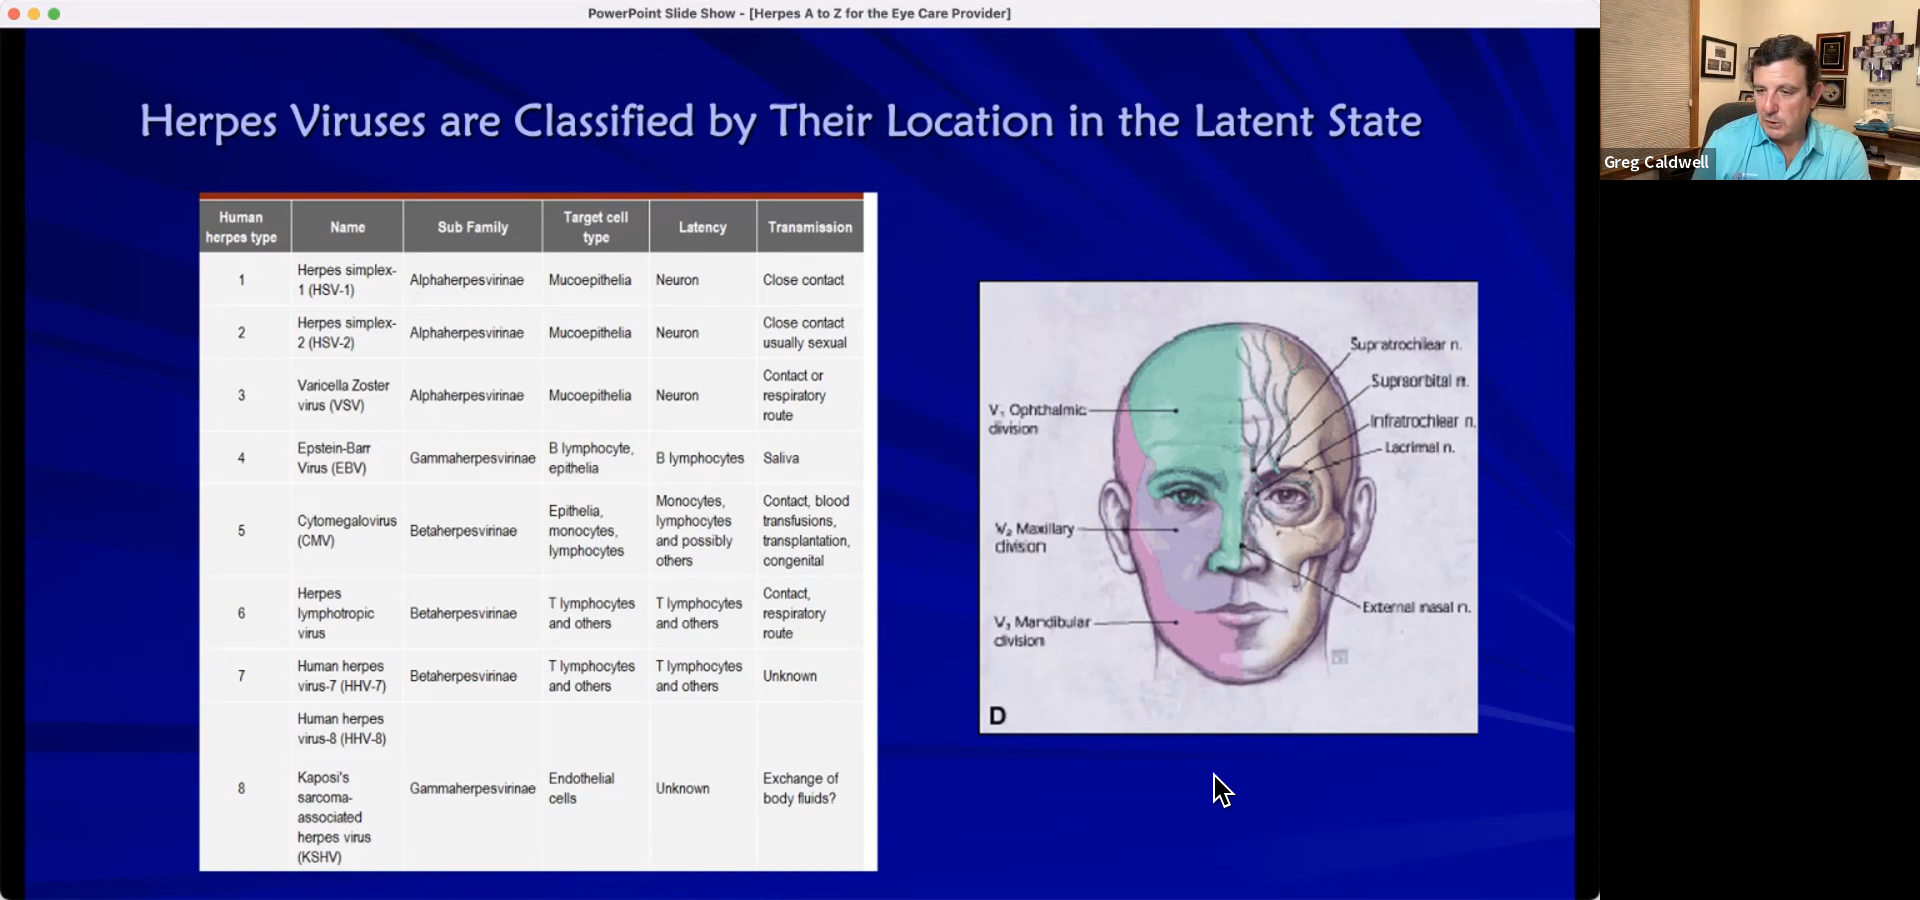 PowerPoint Slide Show - [Herpes A to Z for the Eye Care Provider]
Herpes Viruses are Classified by Their Location in the Latent State
Human herpes type
Name
Sub Family
Target cell type
Latency
Transmission
1
Herpes simplex-
1 (HSV-1)
Alphaherpesvirinae
Mucoepithelia
Neuron
Close contact
2
Herpes simplex-
2 (HSV-2)
Alphaherpesvirinae
Mucoepithelia
Neuron
Close contact
usually sexual
3
Varicella Zoster
virus (VSV)
Alphaherpesvirinae
Mucoepithelia
Neuron
Contact or
respiratory
route
4
Epstein-Barr
Virus (EBV)
Gammaherpesvirinae
B lymphocyte,
epithelia
B lymphocytes
Saliva
5
Cytomegalovirus
(CMV)
Betaherpesvirinae
Epithelia,
monocytes,
lymphocytes
Monocytes,
lymphocytes
and possibly
others
Contact, blood
transfusions,
transplantation,
congenital
6
Herpes
lymphotropic
virus
Betaherpesvirinae
T lymphocytes
and others
T lymphocytes
and others
Contact,
respiratory
route
7
Human herpes
virus-7 (HHV-7)
Betaherpesvirinae
T lymphocytes
and others
T lymphocytes
and others
Unknown
8
Human herpes
virus-8 (HHV-8)
Kaposi's
sarcoma-
associated
herpes virus
(KSHV)
Gammaherpesvirinae
Endothelial
cells
Unknown
Exchange of
body fluids?
V₁ Ophthalmic
division
V₂ Maxillary
division
V₃ Mandibular
division
Supratrochlear n.
Supraorbital n.
Infratrochlear n.
Lacrimal n.
External nasal n.
D
Greg Caldwell